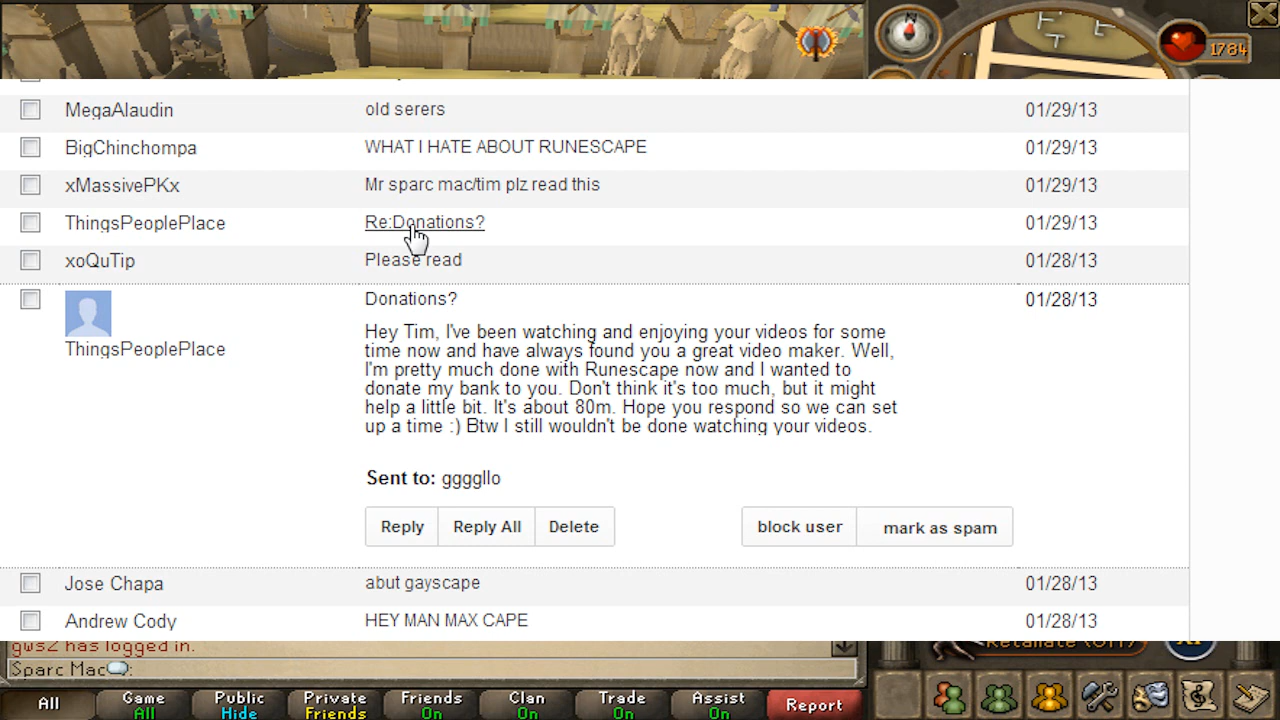 N
1784
MegaAlaudin old serers 01/29/13
BigChinchompa WHAT I HATE ABOUT RUNESCAPE 01/29/13
xMassivePKx Mr sparc mac/tim plz read this 01/29/13
ThingsPeoplePlace Re:Donations? 01/29/13
xoQuTip Please read 01/28/13
Donations? 01/28/13
ThingsPeoplePlace
Hey Tim, I've been watching and enjoying your videos for some
time now and have always found you a great video maker. Well,
I'm pretty much done with Runescape now and I wanted to
donate my bank to you. Don't think it's too much, but it might
help a little bit. It's about 80m. Hope you respond so we can set
up a time :) Btw I still wouldn't be done watching your videos.
Sent to: ggggllo
Reply Reply All Delete block user mark as spam
Jose Chapa abut gayscape 01/28/13
Andrew Cody HEY MAN MAX CAPE 01/28/13
gws2 has logged in.
Retaliate (Off)
Sparc Mac:
All Game Public Private Friends Clan Trade Assist Report
All Hide Friends On On On On